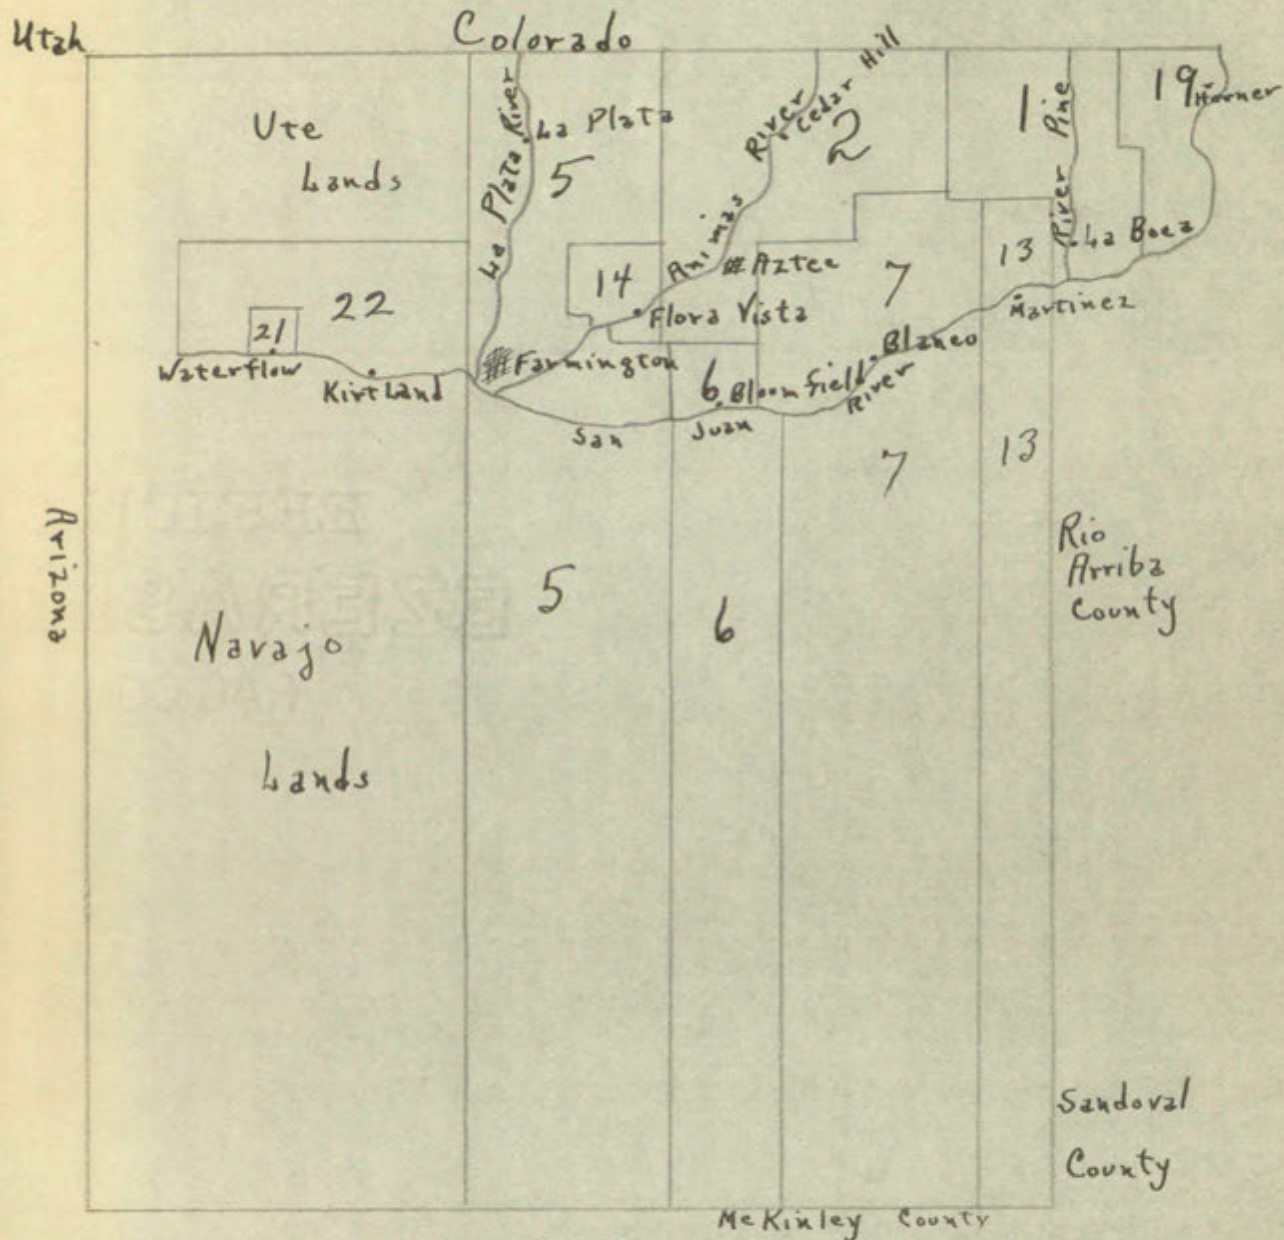 Utah
Colorado
Ute
Lands
La Plata River
La Plata
5
Animas River
Cedar Hill
2
1
River Pine
19
Horner
22
21
14
Aztec
7
13
La Boca
Flora Vista
Martinez
Waterflow
Kirtland
Farmington
6
Bloomfield
Blanco
San Juan River
7
13
Arizona
Navajo
Lands
5
6
Rio
Arriba
County
Sandoval
County
McKinley County